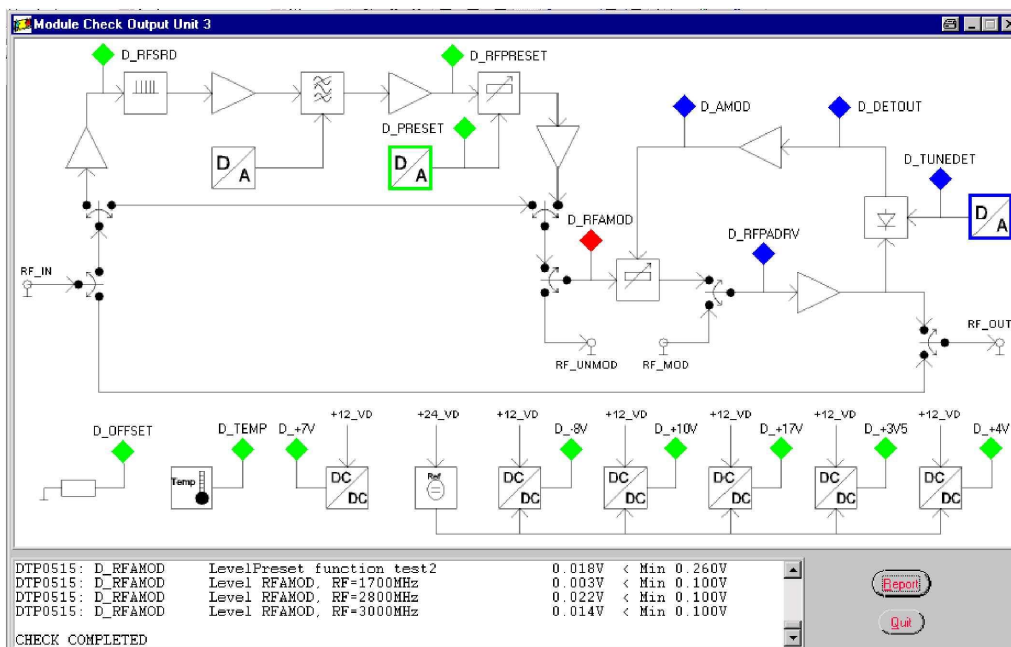 Module Check Output Unit 3
D_RFSRD
D_RFPRESET
D_PRESET
D_AMOD
D_DETOUT
D_TUNEDET
D
A
D
A
D
A
D_RFAMOD
D_RFPADRV
RF_IN
RF_OUT
RF_UNMOD
RF_MOD
+12_VD
+24_VD
+12_VD
+12_VD
+12_VD
+12_VD
+12_VD
D_OFFSET
D_TEMP
D_+7V
D_-8V
D_+10V
D_+17V
D_+3V5
D_+4V
Temp
DC
DC
Ref
DC
DC
DC
DC
DC
DC
DC
DC
DC
DC
DTP0515: D_RFAMOD LevelPreset function test2 0.018V < Min 0.260V
DTP0515: D_RFAMOD Level RFAMOD, RF=1700MHz 0.003V < Min 0.100V
DTP0515: D_RFAMOD Level RFAMOD, RF=2800MHz 0.022V < Min 0.100V
DTP0515: D_RFAMOD Level RFAMOD, RF=3000MHz 0.014V < Min 0.100V
CHECK COMPLETED
Report
Quit